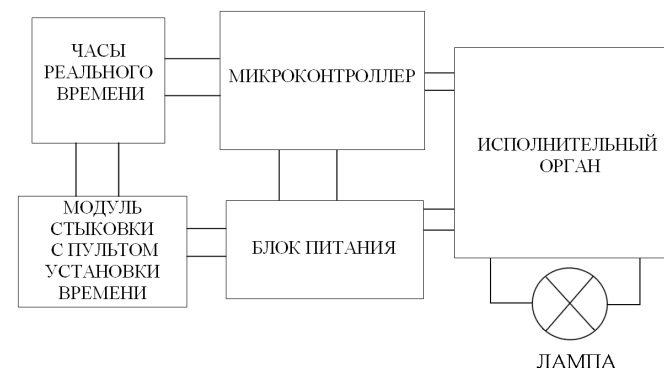 ЧАСЫ
РЕАЛЬНОГО
ВРЕМЕНИ
МИКРОКОНТРОЛЛЕР
ИСПОЛНИТЕЛЬНЫЙ
ОРГАН
МОДУЛЬ
СТЫКОВКИ
С ПУЛЬТОМ
УСТАНОВКИ
ВРЕМЕНИ
БЛОК ПИТАНИЯ
ЛАМПА